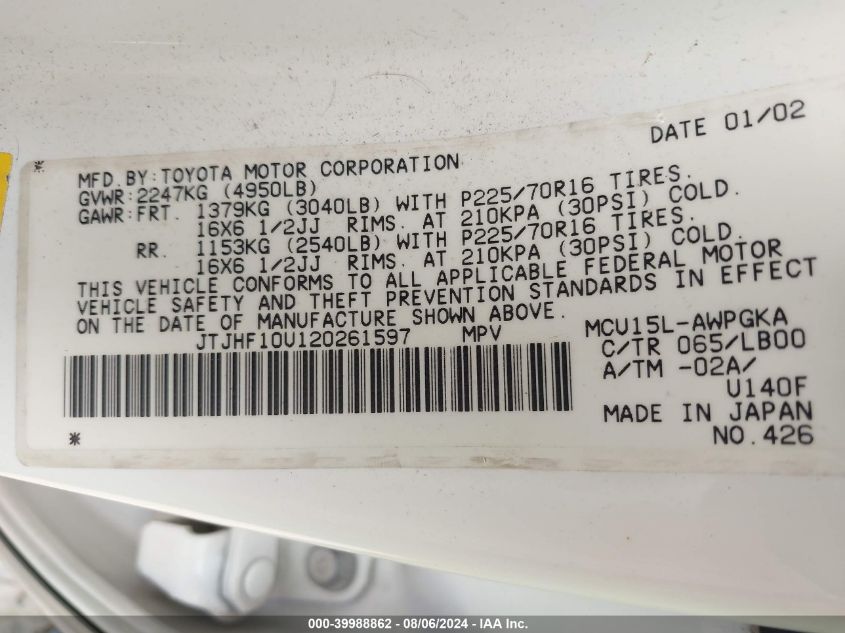 DATE 01/02
MFD. BY: TOYOTA MOTOR CORPORATION
GVWR: 2247KG (4950LB)
GAWR: FRT. 1379KG (3040LB) WITH P225/70R16 TIRES.
16X6 1/2JJ RIMS. AT 210KPA (30PSI) COLD.
RR. 1153KG (2540LB) WITH P225/70R16 TIRES.
16X6 1/2JJ RIMS. AT 210KPA (30PSI) COLD.
THIS VEHICLE CONFORMS TO ALL APPLICABLE FEDERAL MOTOR
VEHICLE SAFETY AND THEFT PREVENTION STANDARDS IN EFFECT
ON THE DATE OF MANUFACTURE SHOWN ABOVE.
JTJHF10U120261597 MPV
MCU15L-AWPGKA
C/TR 065/LB00
A/TM -02A/
U140F
MADE IN JAPAN
NO. 426
000-39988862 - 08/06/2024 - IAA Inc.